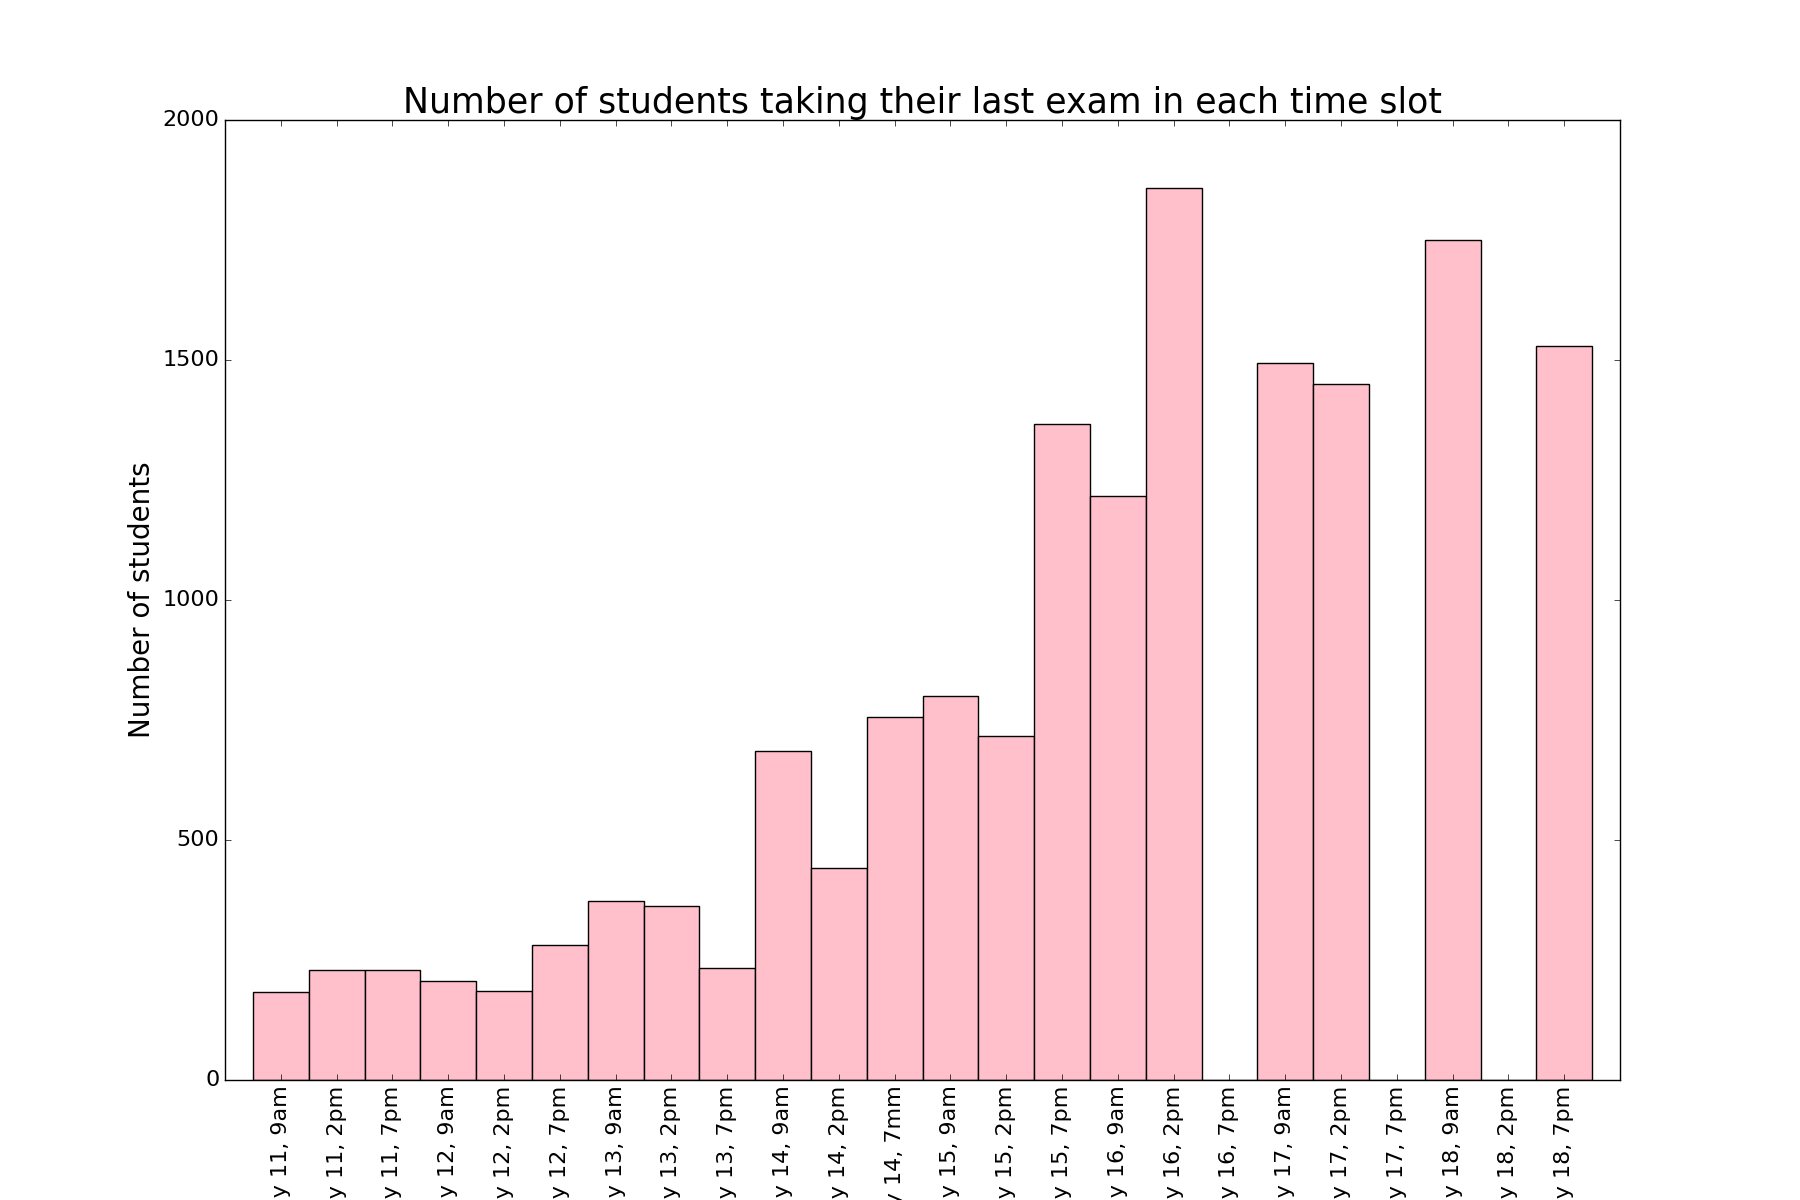 Number of students taking their last exam in each time slot
Number of students
2000
1500
1000
500
0
y 11, 9am
y 11, 2pm
y 11, 7pm
y 12, 9am
y 12, 2pm
y 12, 7pm
y 13, 9am
y 13, 2pm
y 13, 7pm
y 14, 9am
y 14, 2pm
y 14, 7mm
y 15, 9am
y 15, 2pm
y 15, 7pm
y 16, 9am
y 16, 2pm
y 16, 7pm
y 17, 9am
y 17, 2pm
y 17, 7pm
y 18, 9am
y 18, 2pm
y 18, 7pm